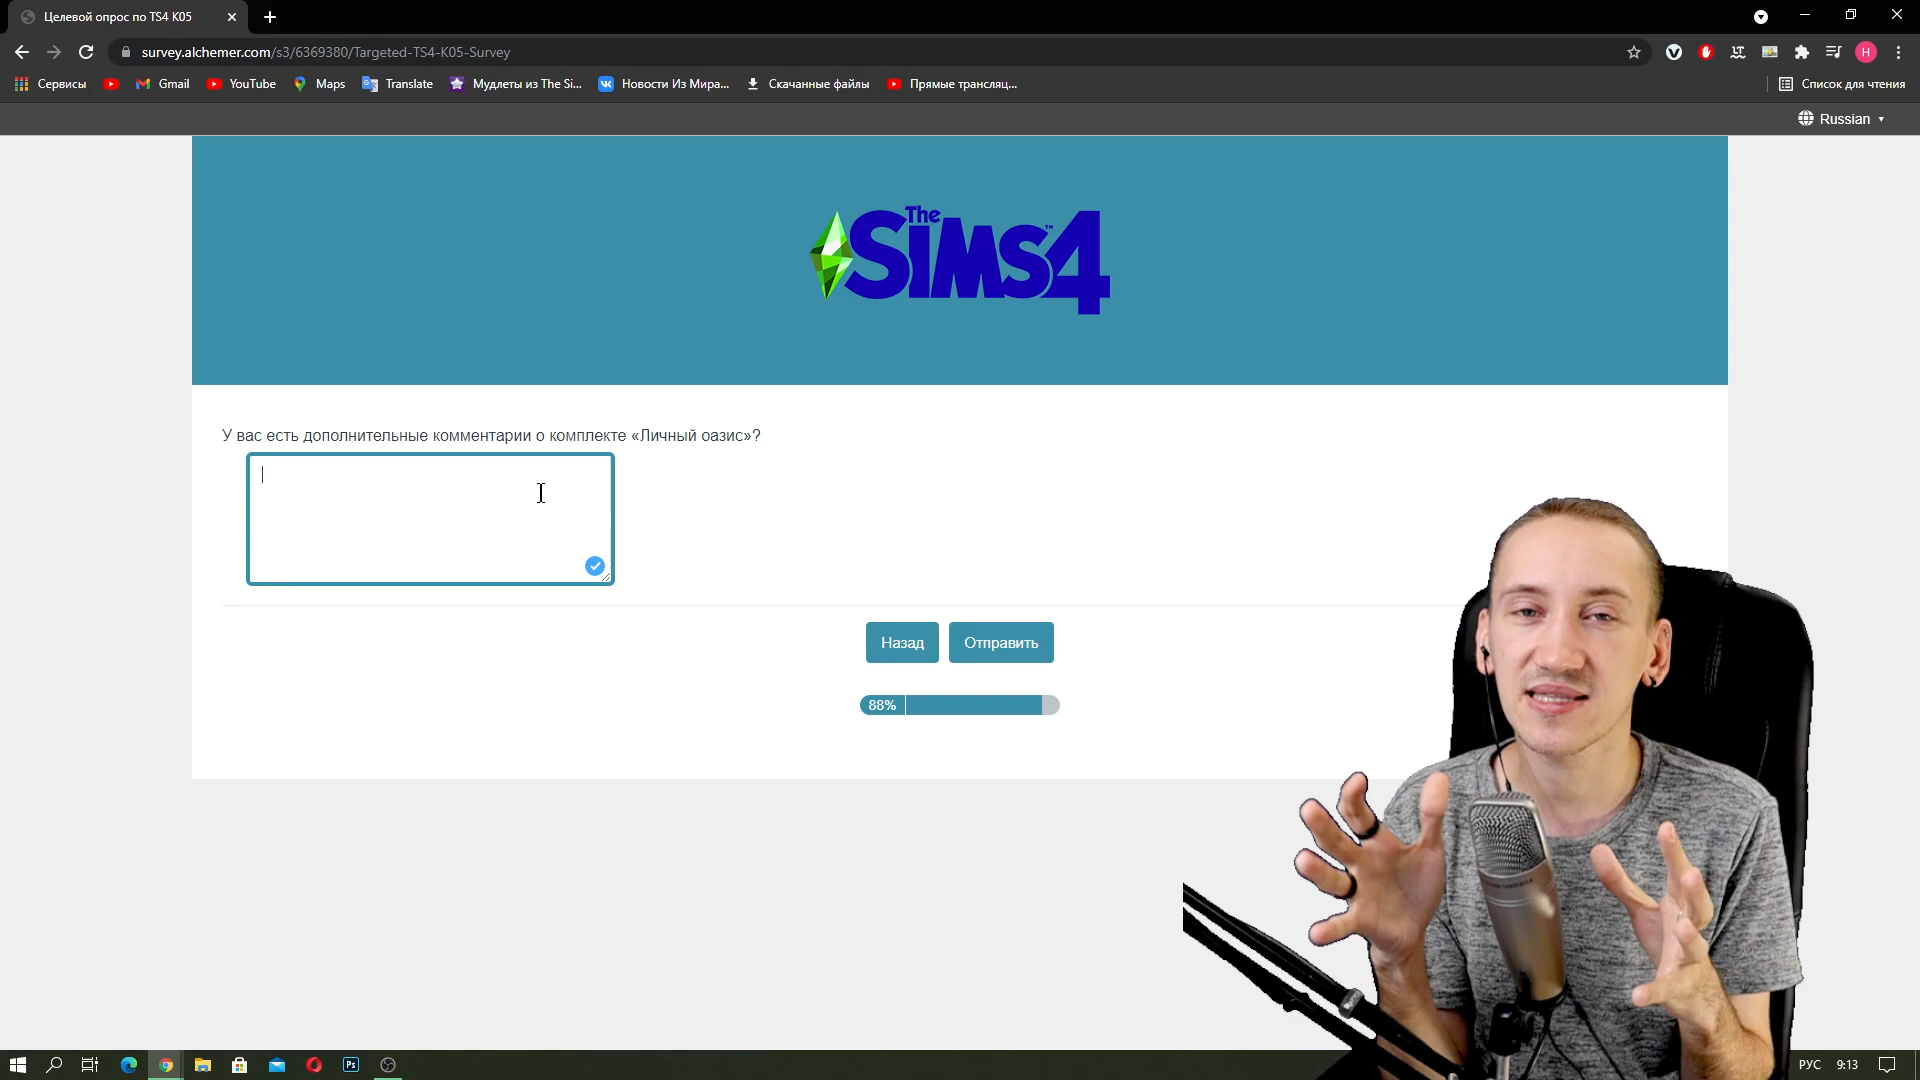 Целевой опрос по TS4 K05
survey.alchemer.com/s3/6369380/Targeted-TS4-K05-Survey
H
Сервисы
Gmail
YouTube
Maps
Translate
Мудлеты из The Si...
Новости Из Мира...
Скачанные файлы
Прямые трансляц...
Список для чтения
Russian
The
Sims 4
У вас есть дополнительные комментарии о комплекте «Личный оазис»?
Назад
Отправить
88%
Ps
РУС
9:13